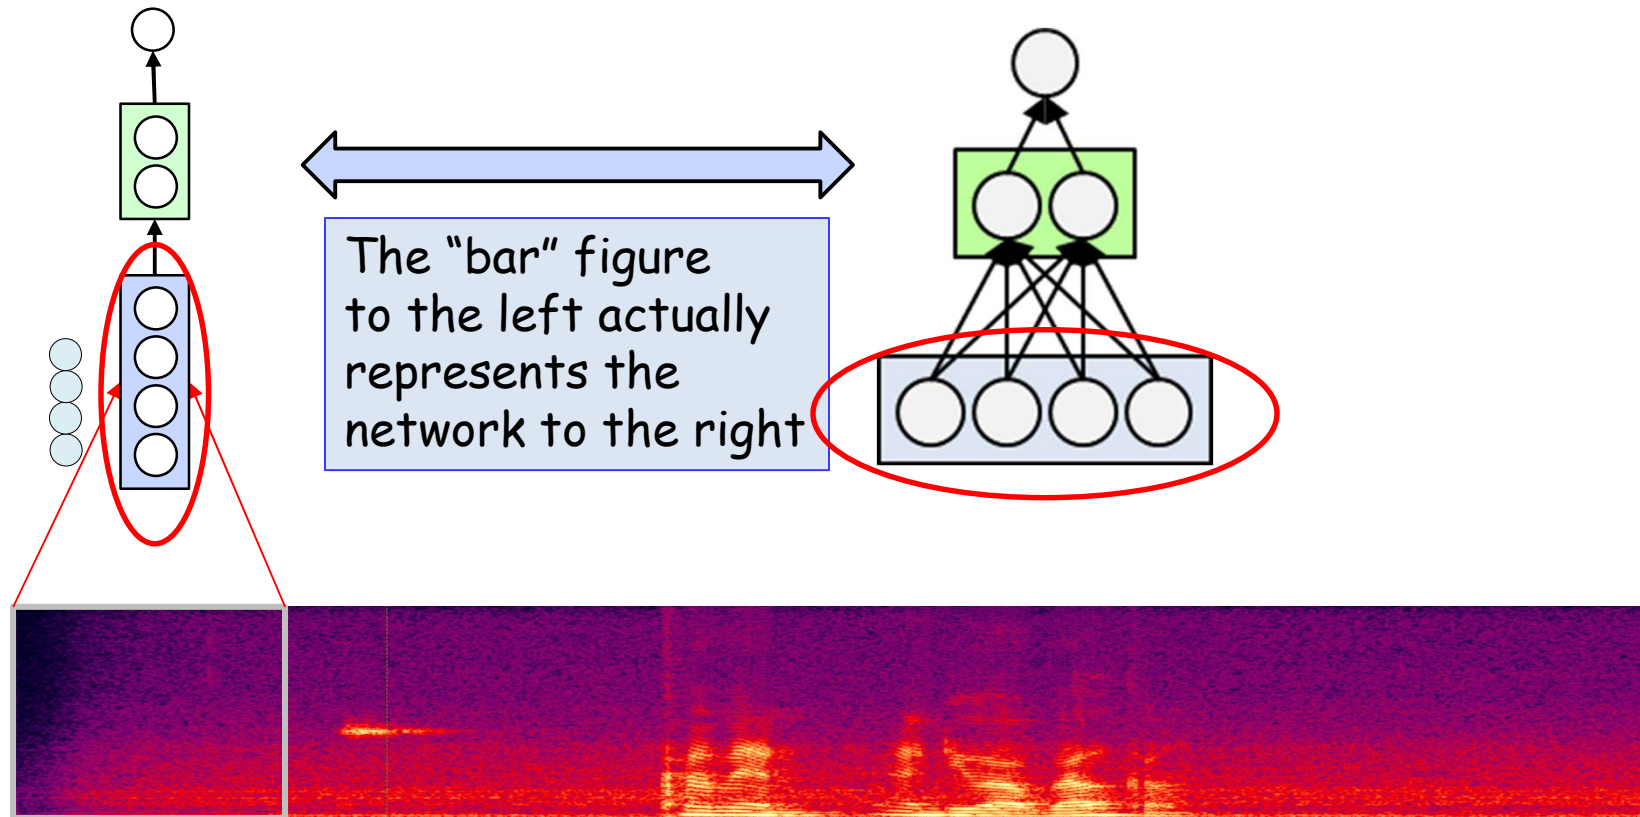 The “bar” figure
to the left actually
represents the
network to the right